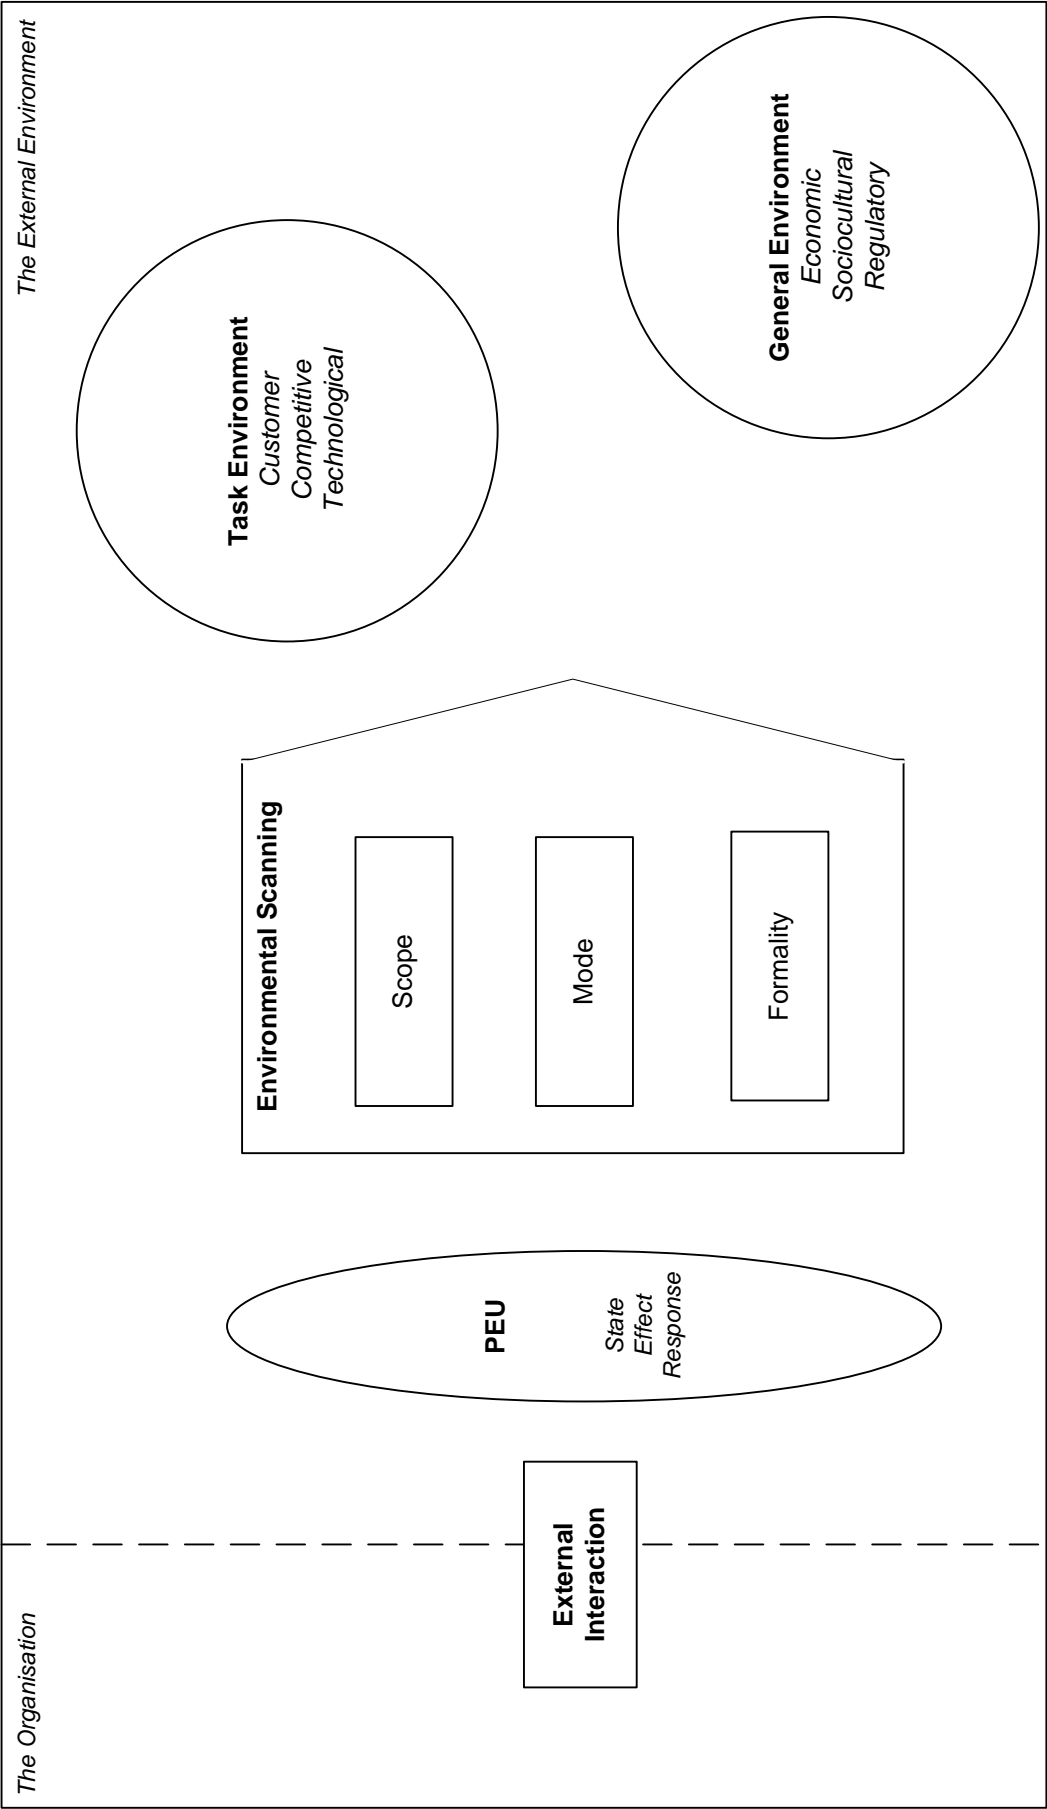 The Organisation
The External Environment
External
Interaction
PEU
State
Effect
Response
Environmental Scanning
Scope
Mode
Formality
Task Environment
Customer
Competitive
Technological
General Environment
Economic
Sociocultural
Regulatory